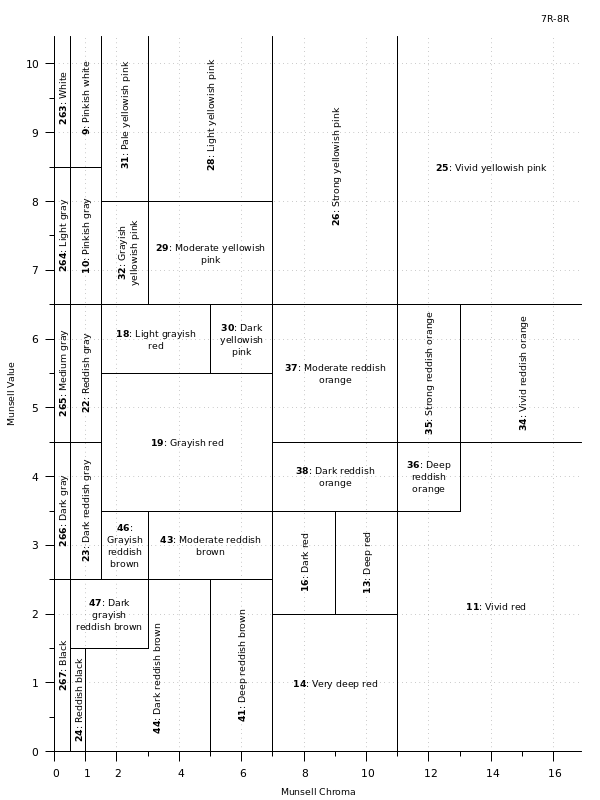 7R-8R
10
9
8
7
6
5
4
3
2
1
0
Munsell Value
263: White
9: Pinkish white
31: Pale yellowish pink
28: Light yellowish pink
26: Strong yellowish pink
25: Vivid yellowish pink
264: Light gray
10: Pinkish gray
32: Grayish
yellowish pink
29: Moderate yellowish
pink
265: Medium gray
22: Reddish gray
18: Light grayish
red
30: Dark
yellowish
pink
37: Moderate reddish
orange
35: Strong reddish orange
34: Vivid reddish orange
19: Grayish red
266: Dark gray
23: Dark reddish gray
38: Dark reddish
orange
36: Deep
reddish
orange
46:
Grayish
reddish
brown
43: Moderate reddish
brown
16: Dark red
13: Deep red
11: Vivid red
267: Black
47: Dark
grayish
reddish brown
24: Reddish black
44: Dark reddish brown
41: Deep reddish brown
14: Very deep red
0 1 2 4 6 8 10 12 14 16
Munsell Chroma